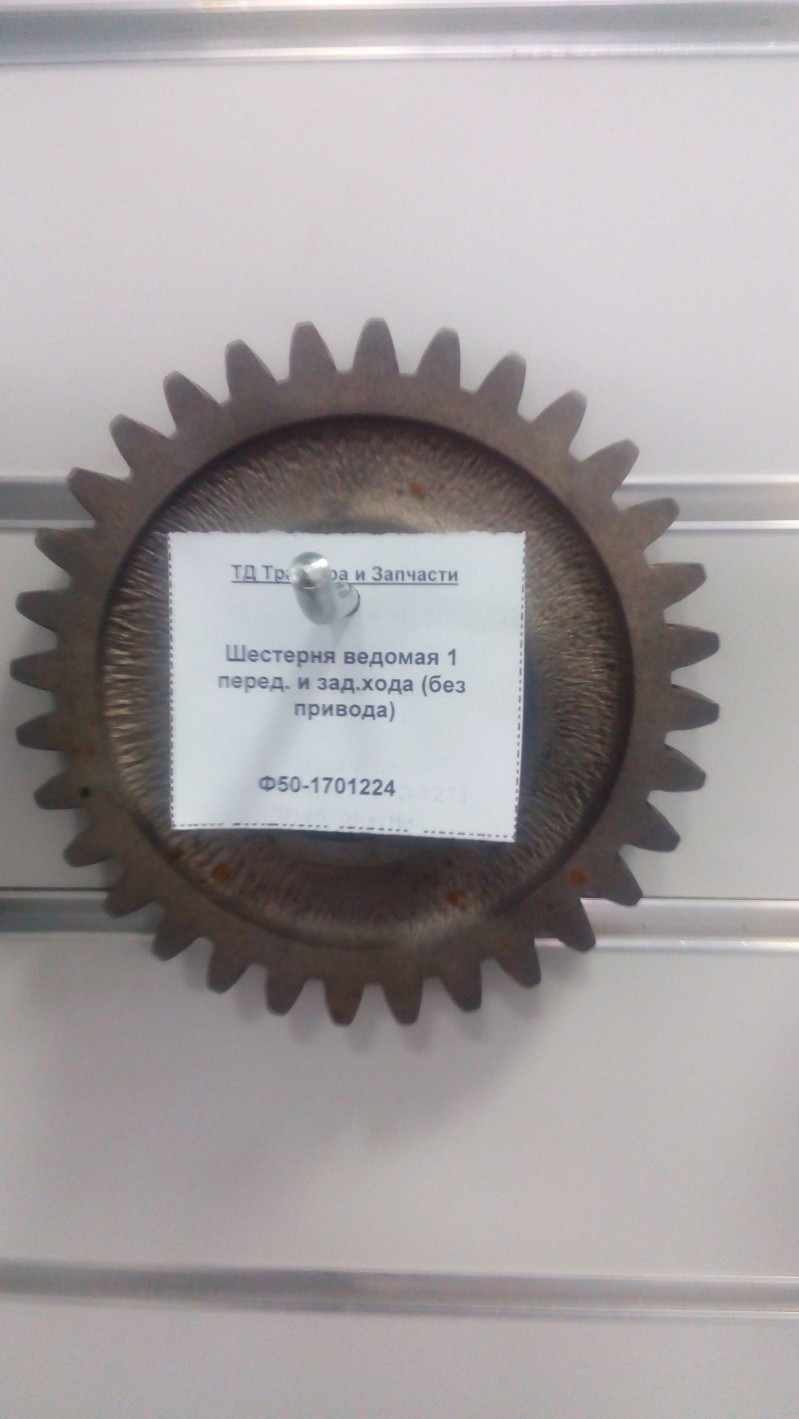 ТД и Запчасти
Шестерня ведомая 1
перед. и зад.хода (без
привода)
Ф50-1701224